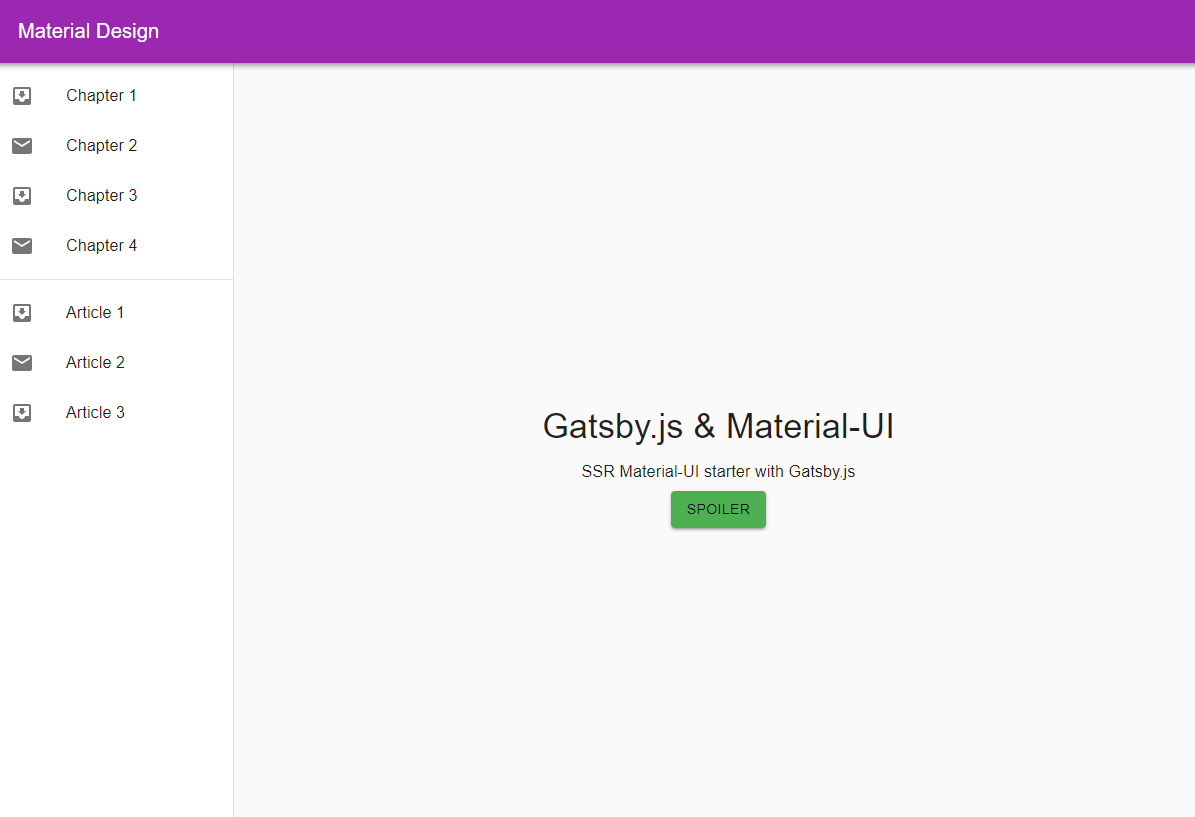 Material Design
Chapter 1
Chapter 2
Chapter 3
Chapter 4
Article 1
Article 2
Article 3
Gatsby.js & Material-UI
SSR Material-UI starter with Gatsby.js
SPOILER